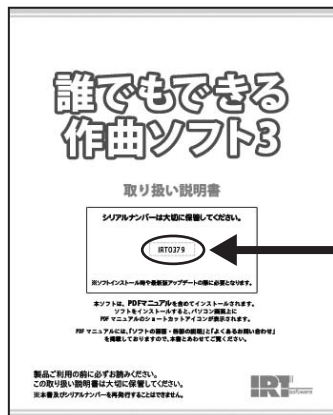 誰でもできる
作曲ソフト3
取り扱い説明書
シリアルナンバーは大切に保管してください。
IRT0379
※ソフトインストール時や最新版アップデートの際に必要となります。
本ソフトは、PDFマニュアルを含めてインストールされます。
ソフトをインストールすると、パソコン画面上に
PDF マニュアルのショートカットアイコンが表示されます。
PDF マニュアルには、「ソフトの機能・各部の説明」と「よくあるお問い合わせ」
を掲載しておりますので、本書とあわせてご覧ください。
製品ご利用の前に必ずお読みください。
この取り扱い説明書は大切に保管してください。
※本書及びシリアルナンバーを再発行することはできません。
IRT
software